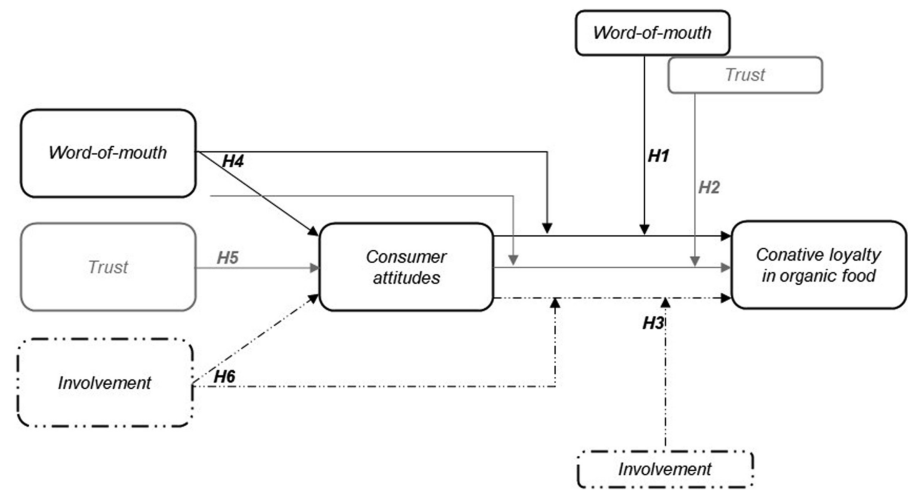 Word-of-mouth
Trust
Word-of-mouth
H4
H1
H2
Trust
H5
Consumer
attitudes
Conative loyalty
in organic food
H3
Involvement
H6
Involvement